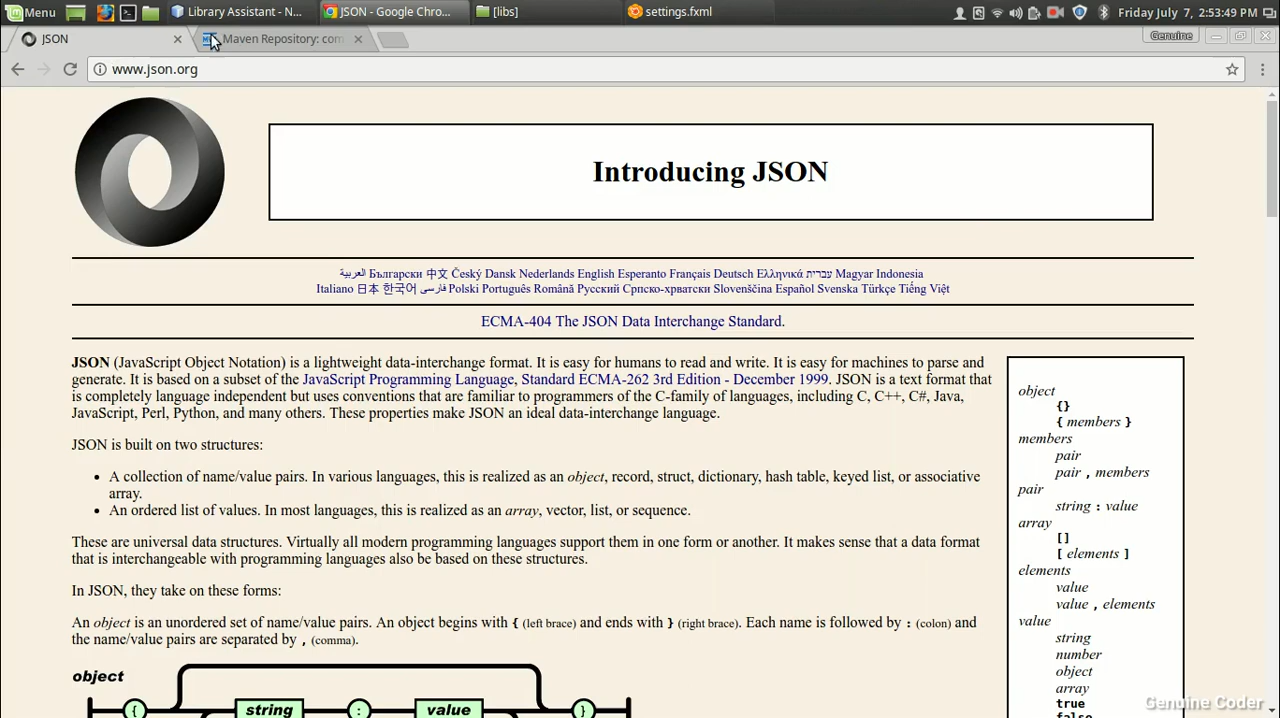 Menu
Library Assistant - N...
JSON - Google Chro...
[libs]
settings.fxml
Friday July 7, 2:53:49 PM
JSON
Maven Repository: com
Genuine
www.json.org
Introducing JSON
العربية Български 中文 Český Dansk Nederlands English Esperanto Français Deutsch Ελληνικά עברית Magyar Indonesia
Italiano 日本 한국어 فارسی Polski Português Română Русский Српско-хрватски Slovenščina Español Svenska Türkçe Tiếng Việt
ECMA-404 The JSON Data Interchange Standard.
JSON (JavaScript Object Notation) is a lightweight data-interchange format. It is easy for humans to read and write. It is easy for machines to parse and
generate. It is based on a subset of the JavaScript Programming Language, Standard ECMA-262 3rd Edition - December 1999. JSON is a text format that
is completely language independent but uses conventions that are familiar to programmers of the C-family of languages, including C, C++, C#, Java,
JavaScript, Perl, Python, and many others. These properties make JSON an ideal data-interchange language.
JSON is built on two structures:
• A collection of name/value pairs. In various languages, this is realized as an object, record, struct, dictionary, hash table, keyed list, or associative
array.
• An ordered list of values. In most languages, this is realized as an array, vector, list, or sequence.
These are universal data structures. Virtually all modern programming languages support them in one form or another. It makes sense that a data format
that is interchangeable with programming languages also be based on these structures.
In JSON, they take on these forms:
An object is an unordered set of name/value pairs. An object begins with { (left brace) and ends with } (right brace). Each name is followed by : (colon) and
the name/value pairs are separated by , (comma).
object
{ string : value }
object
{}
{ members }
members
pair
pair , members
pair
string : value
array
[]
[ elements ]
elements
value
value , elements
value
string
number
object
array
true
false
Genuine Coder